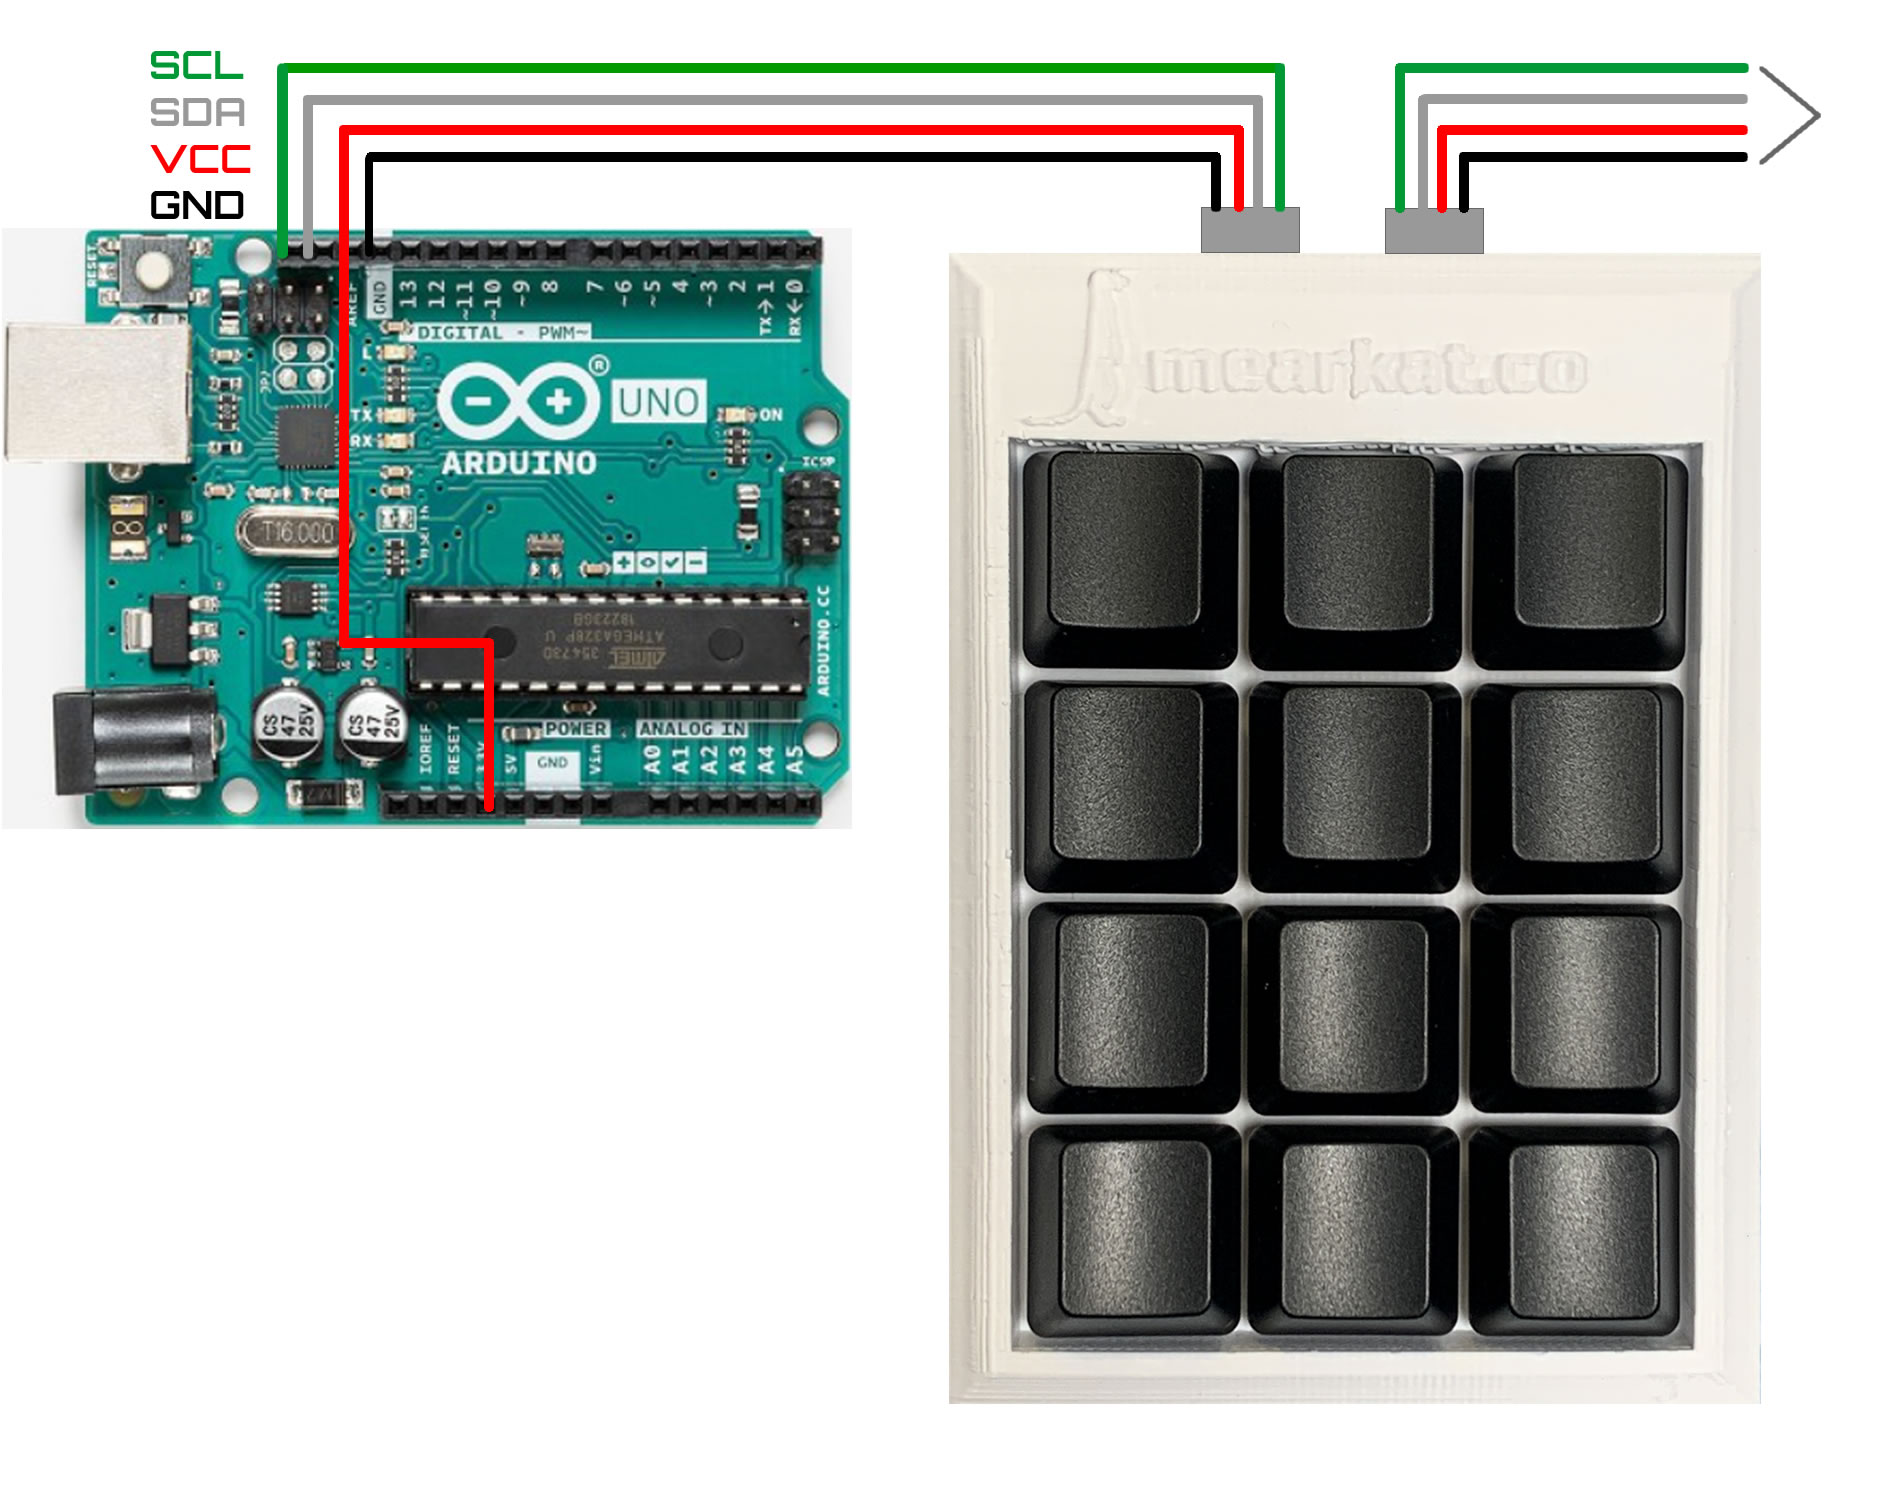 SCL
SDA
VCC
GND
RESET
AREF
GND
13
12
~11
~10
~9
8
7
~6
~5
4
~3
2
TX→1
RX←0
DIGITAL - PWM~
L
TX
RX
UNO
ON
ARDUINO
ICSP
T16.000
ARDUINO.CC
ATMEL
ATMEGA328P U
CS
47
25V
CS
47
25V
POWER
ANALOG IN
IOREF
RESET
5V
GND
Vin
A0
A1
A2
A3
A4
A5
mearkat.co